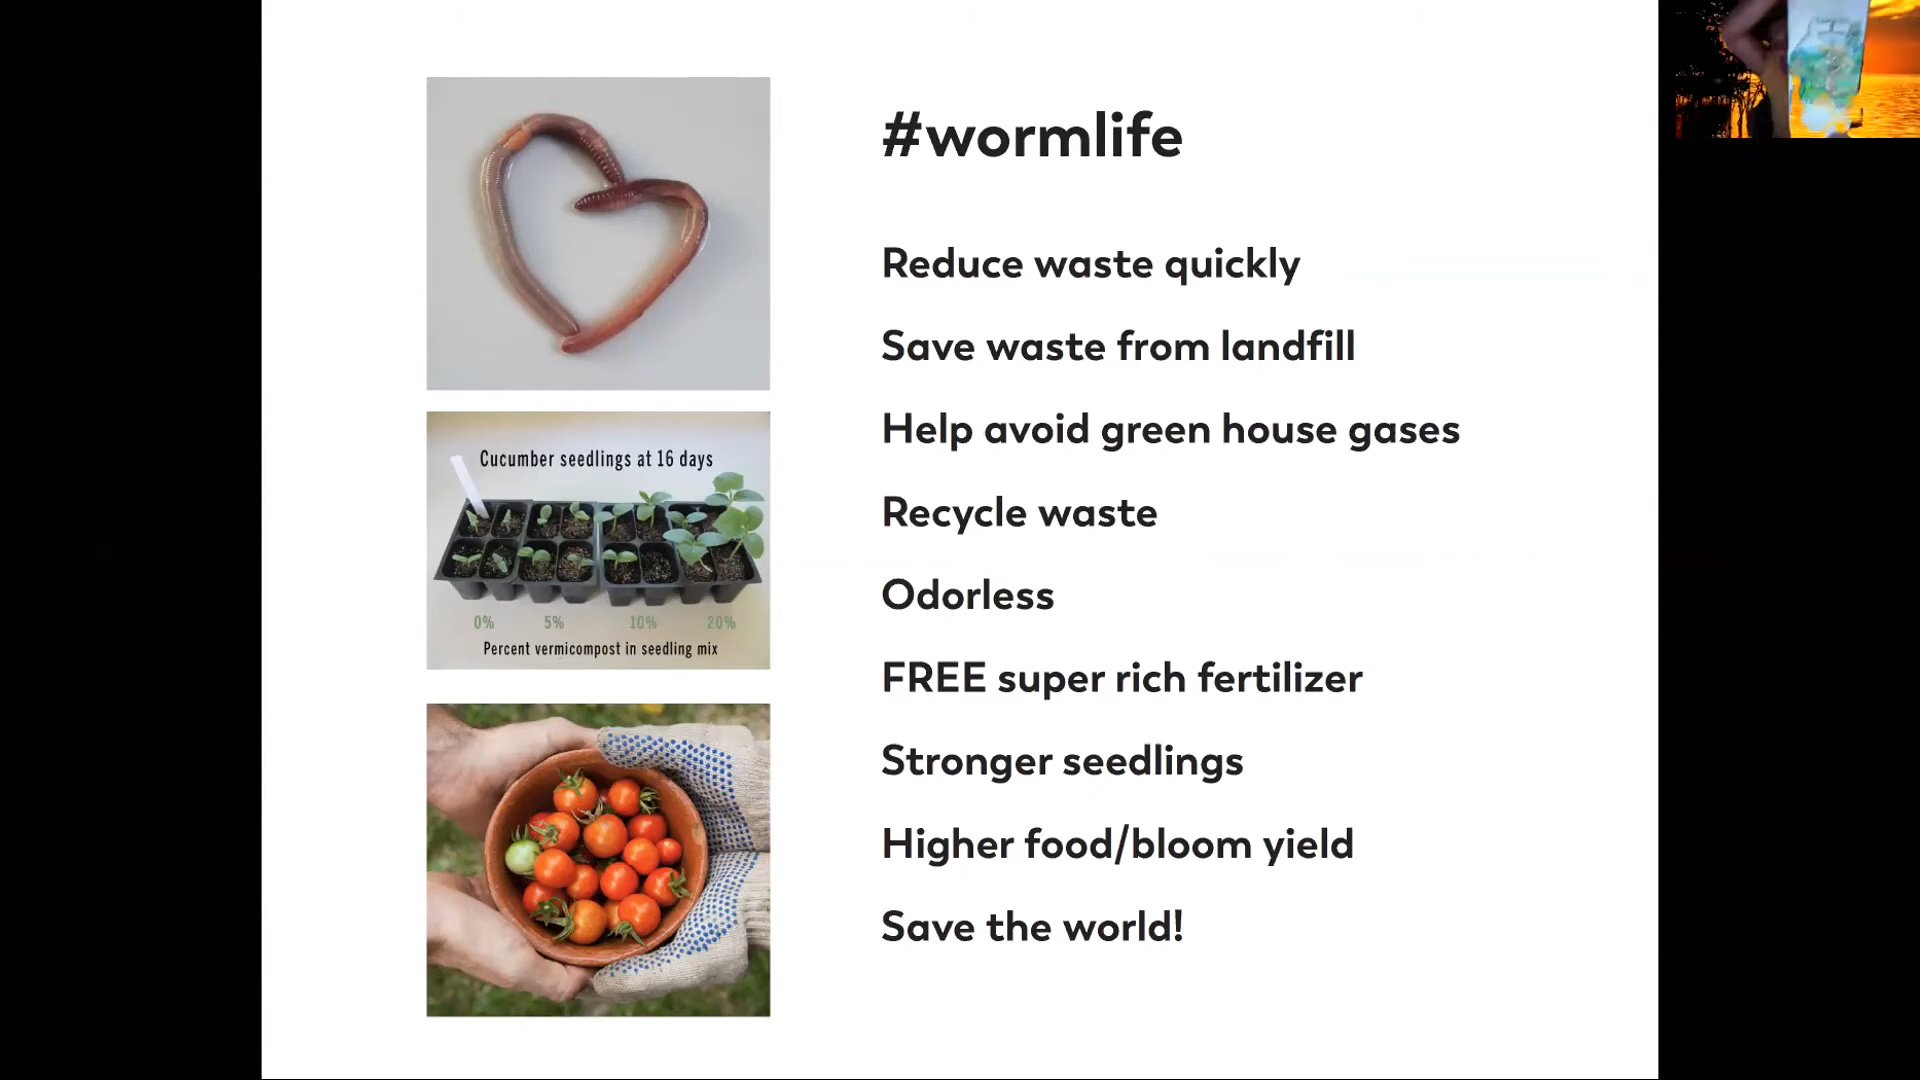 #wormlife
Reduce waste quickly
Save waste from landfill
Help avoid green house gases
Recycle waste
Odorless
FREE super rich fertilizer
Stronger seedlings
Higher food/bloom yield
Save the world!
Cucumber seedlings at 16 days
0% 5% 10% 20%
Percent vermicompost in seedling mix